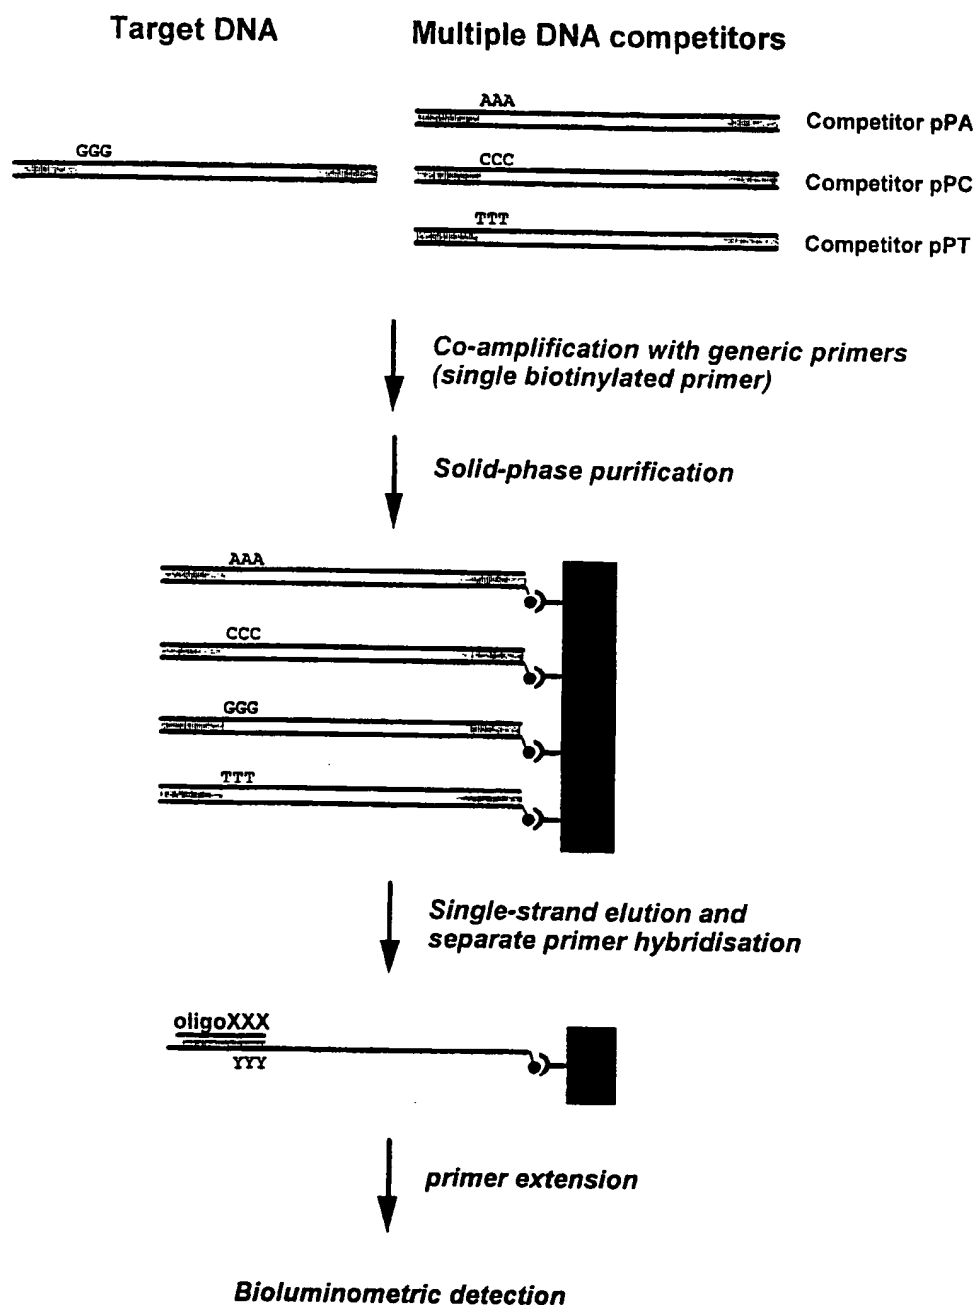 Target DNA
Multiple DNA competitors
AAA
Competitor pPA
GGG
CCC
Competitor pPC
TTT
Competitor pPT
Co-amplification with generic primers
(single biotinylated primer)
Solid-phase purification
AAA
CCC
GGG
TTT
Single-strand elution and
separate primer hybridisation
oligoXXX
YYY
primer extension
Bioluminometric detection